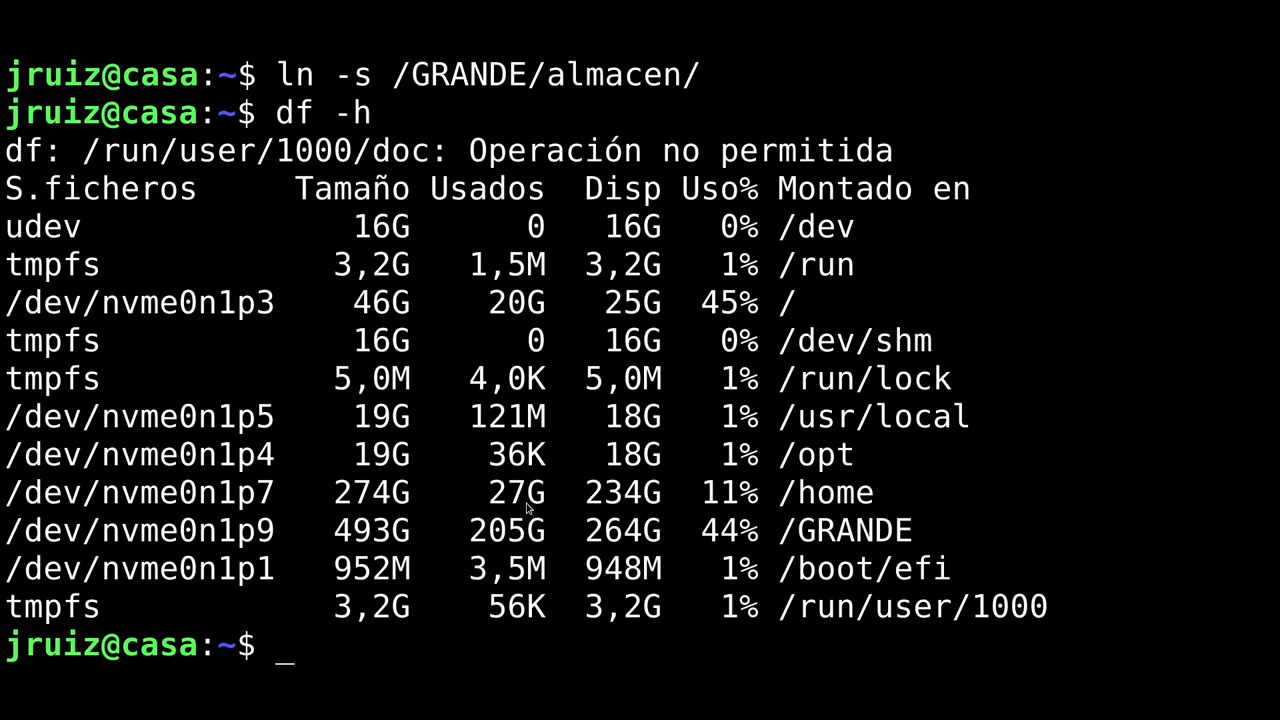 jruiz@casa:~$ ln -s /GRANDE/almacen/
jruiz@casa:~$ df -h
df: /run/user/1000/doc: Operación no permitida
S.ficheros     Tamaño Usados  Disp Uso% Montado en
udev              16G      0   16G   0% /dev
tmpfs            3,2G   1,5M  3,2G   1% /run
/dev/nvme0n1p3    46G    20G   25G  45% /
tmpfs             16G      0   16G   0% /dev/shm
tmpfs            5,0M   4,0K  5,0M   1% /run/lock
/dev/nvme0n1p5    19G   121M   18G   1% /usr/local
/dev/nvme0n1p4    19G    36K   18G   1% /opt
/dev/nvme0n1p7   274G    27G  234G  11% /home
/dev/nvme0n1p9   493G   205G  264G  44% /GRANDE
/dev/nvme0n1p1   952M   3,5M  948M   1% /boot/efi
tmpfs            3,2G    56K  3,2G   1% /run/user/1000
jruiz@casa:~$ _